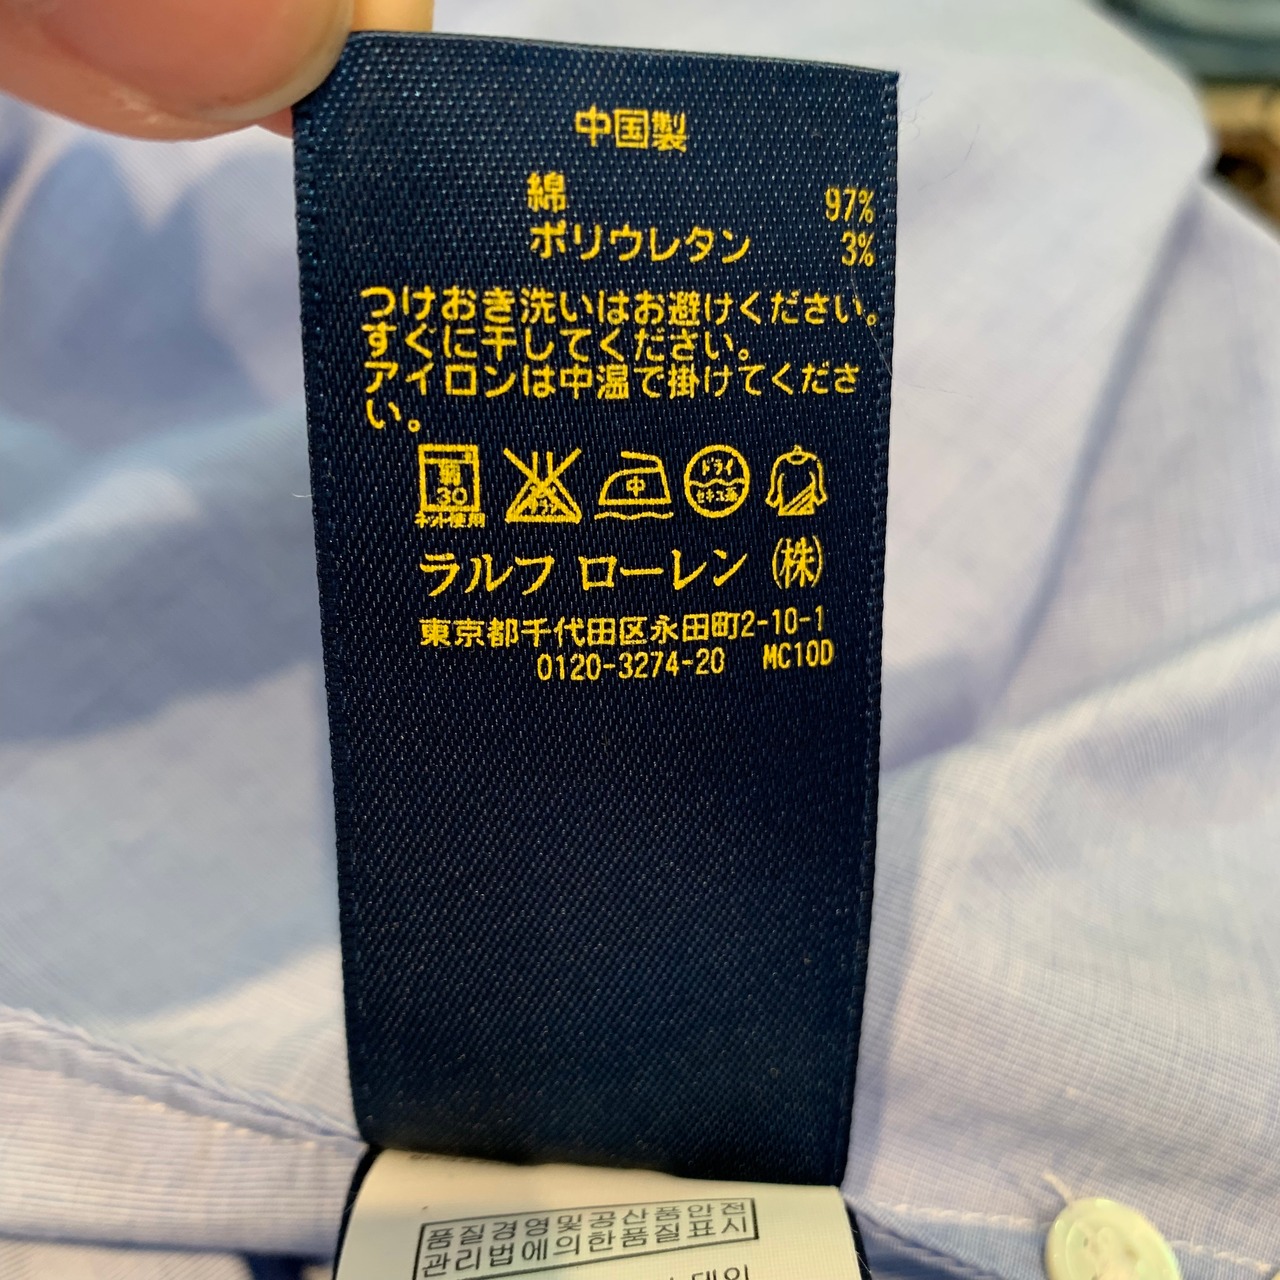 中国製
綿 97%
ポリウレタン 3%
つけおき洗いはお避けください。
すぐに干してください。
アイロンは中温で掛けてくださ
い。
弱
30
ネット使用
中
ドライ
セキユ系
ラルフ ローレン (株)
東京都千代田区永田町2-10-1
0120-3274-20 MC10D
품질경영및공산품안전
관리법에의한품질표시